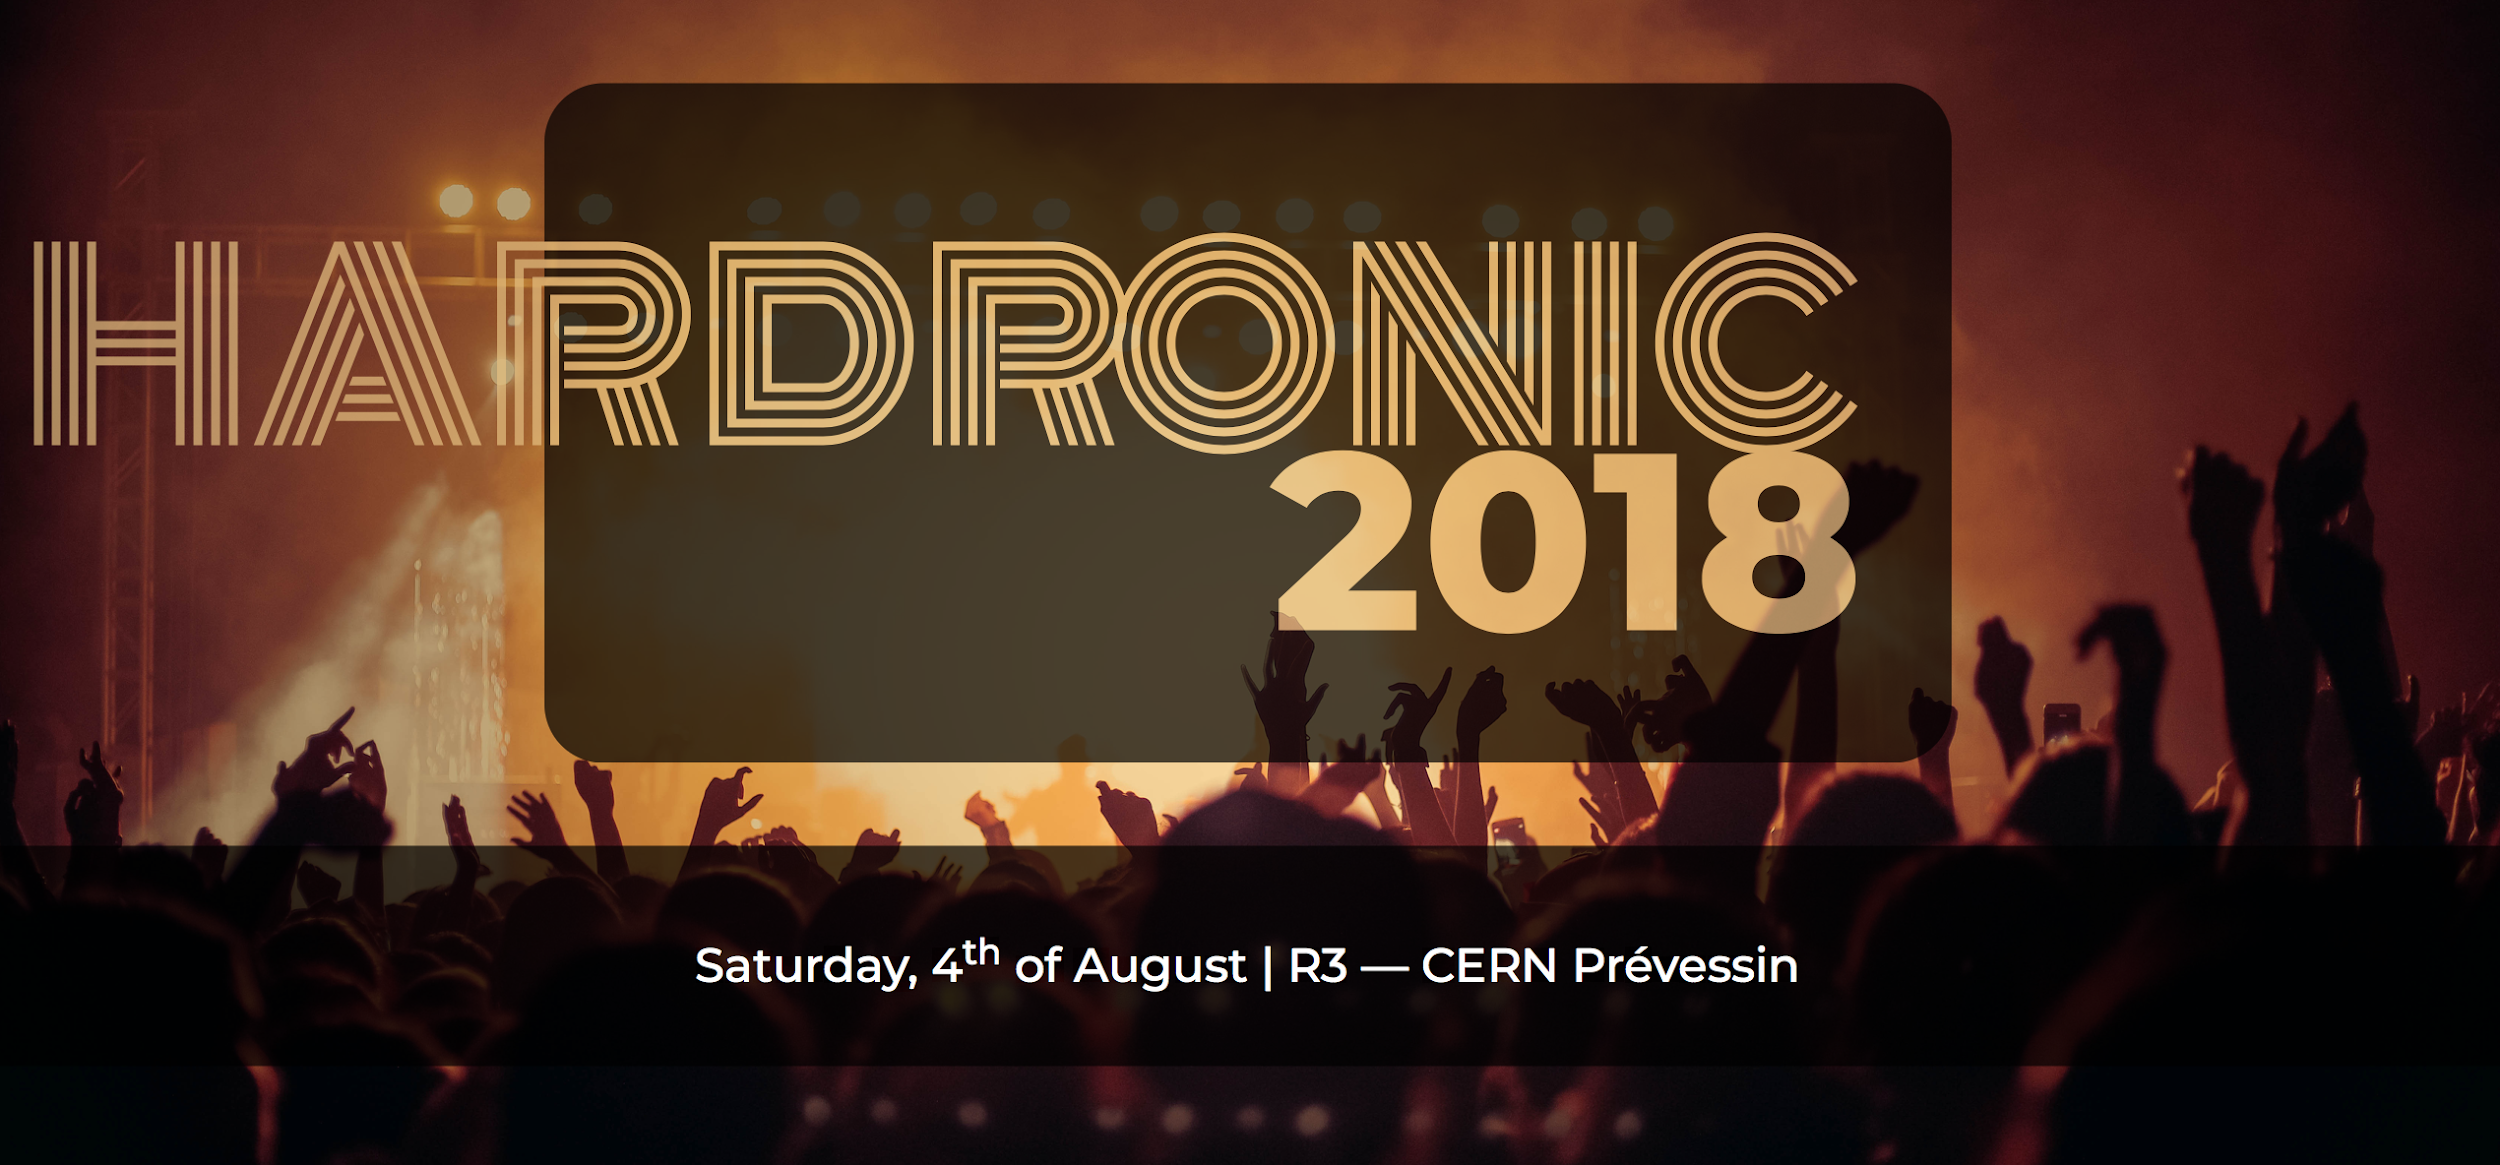 HARDRONIC
2018
Saturday, 4th of August | R3 — CERN Prévessin